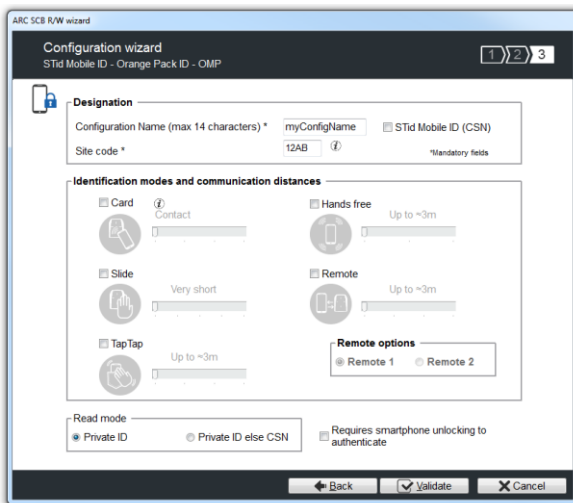 ARC SCB R/W wizard
Configuration wizard
STid Mobile ID - Orange Pack ID - OMP
1 2 3
Designation
Configuration Name (max 14 characters) * myConfigName STid Mobile ID (CSN)
Site code * 12AB i *Mandatory fields
Identification modes and communication distances
Card i Hands free
Contact Up to ~3m
Slide Remote
Very short Up to ~3m
TapTap Remote options
Up to ~3m Remote 1 Remote 2
Read mode
Private ID Private ID else CSN Requires smartphone unlocking to
authenticate
Back Validate Cancel